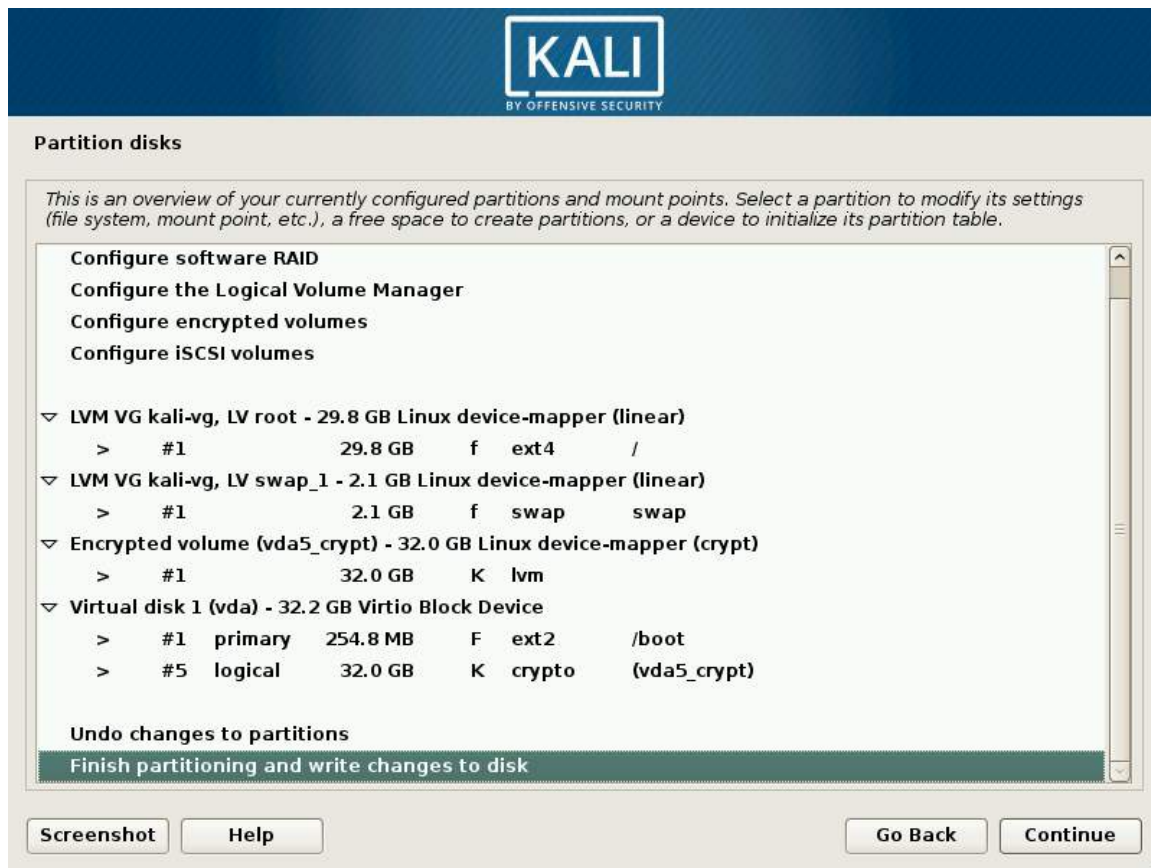 KALI
BY OFFENSIVE SECURITY
Partition disks
This is an overview of your currently configured partitions and mount points. Select a partition to modify its settings
(file system, mount point, etc.), a free space to create partitions, or a device to initialize its partition table.
Configure software RAID
Configure the Logical Volume Manager
Configure encrypted volumes
Configure iSCSI volumes
LVM VG kali-vg, LV root - 29.8 GB Linux device-mapper (linear)
> #1 29.8 GB f ext4 /
LVM VG kali-vg, LV swap_1 - 2.1 GB Linux device-mapper (linear)
> #1 2.1 GB f swap swap
Encrypted volume (vda5_crypt) - 32.0 GB Linux device-mapper (crypt)
> #1 32.0 GB K lvm
Virtual disk 1 (vda) - 32.2 GB Virtio Block Device
> #1 primary 254.8 MB F ext2 /boot
> #5 logical 32.0 GB K crypto (vda5_crypt)
Undo changes to partitions
Finish partitioning and write changes to disk
Screenshot Help Go Back Continue